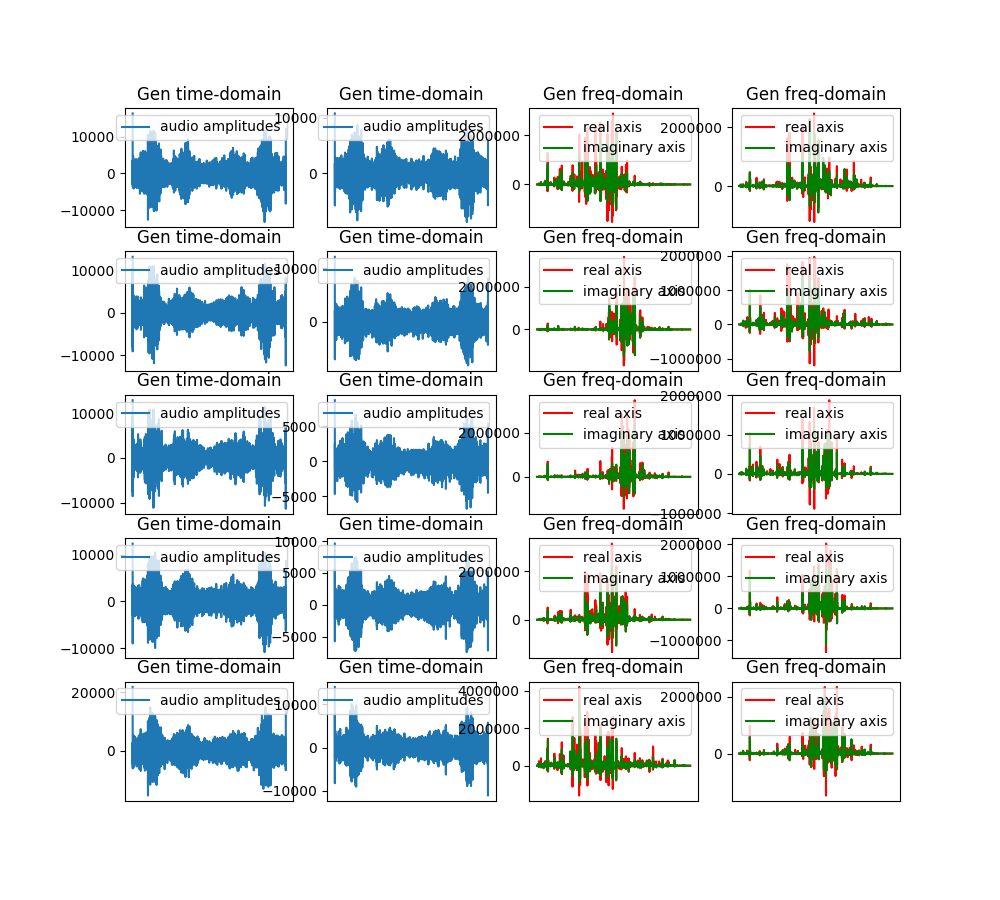 Gen time-domain Gen time-domain Gen freq-domain Gen freq-domain
10000 audio amplitudes 10000 audio amplitudes 2000000 real axis 2000000 real axis
imaginary axis imaginary axis
0 0 0 0
−10000
Gen time-domain Gen time-domain Gen freq-domain Gen freq-domain
10000 audio amplitudes 10000 audio amplitudes real axis 2000000 real axis
2000000 imaginary axis 1000000 imaginary axis
0 0 0 0
−10000 −1000000
Gen time-domain Gen time-domain Gen freq-domain Gen freq-domain
2000000
10000 audio amplitudes audio amplitudes real axis real axis
5000 2000000 imaginary axis 1000000 imaginary axis
0 0 0 0
−10000 −5000 −1000000
Gen time-domain Gen time-domain Gen freq-domain Gen freq-domain
10000 audio amplitudes 10000 audio amplitudes real axis 2000000 real axis
5000 2000000 imaginary axis 1000000 imaginary axis
0 0 0 0
−10000 −5000 −1000000
Gen time-domain Gen time-domain Gen freq-domain Gen freq-domain
20000 audio amplitudes 10000 audio amplitudes 4000000 real axis 2000000 real axis
2000000 imaginary axis imaginary axis
0 0 0 0
−10000